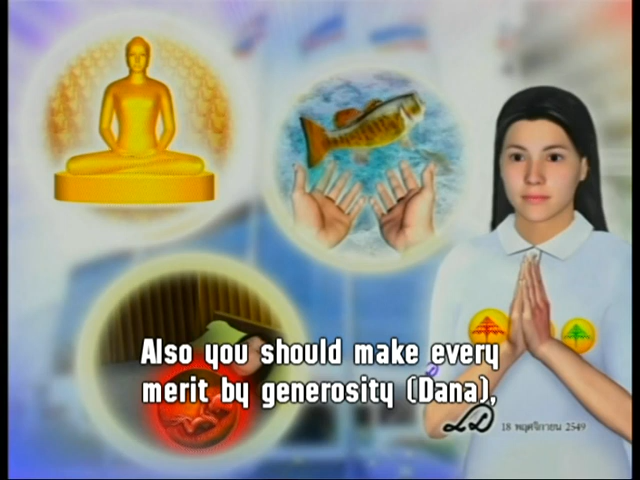 Also you should make every
merit by generosity (Dana),
18 พฤศจิกายน 2549